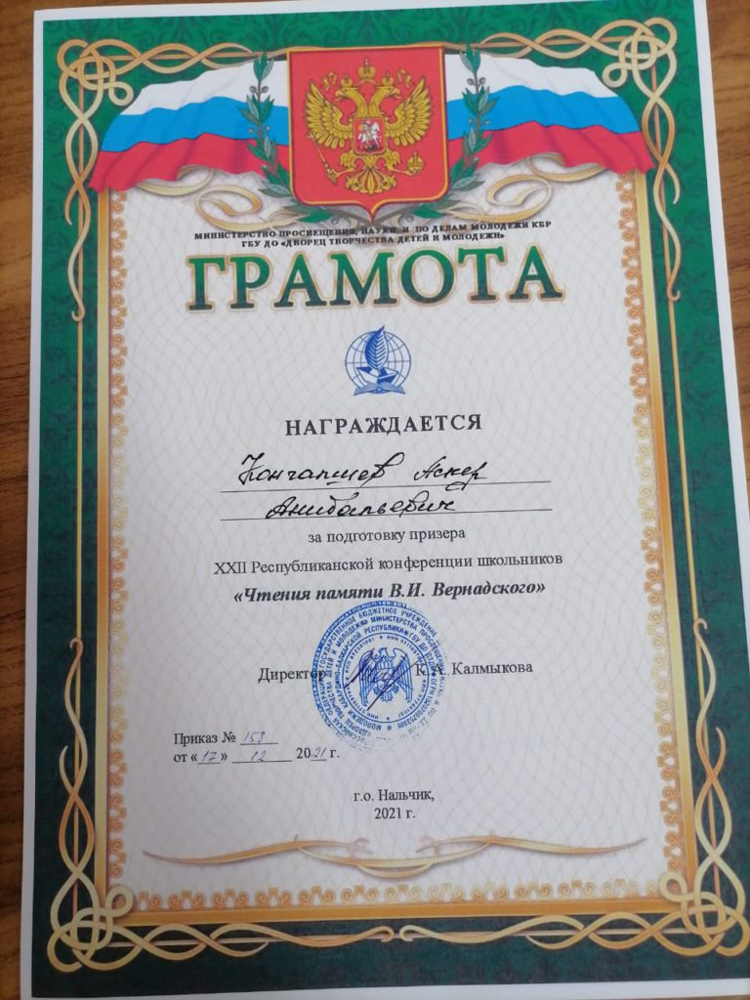 МИНИСТЕРСТВО ПРОСВЕЩЕНИЯ, НАУКИ И ПО ДЕЛАМ МОЛОДЕЖИ КБР
ГБУ ДО «ДВОРЕЦ ТВОРЧЕСТВА ДЕТЕЙ И МОЛОДЕЖИ»
ГРАМОТА
НАГРАЖДАЕТСЯ
Кончапшев Аскер
Анибальевич
за подготовку призера
XXII Республиканской конференции школьников
«Чтения памяти В.И. Вернадского»
Директор К.А. Калмыкова
Приказ № 158
от «17» 12 2021 г.
г.о. Нальчик,
2021 г.